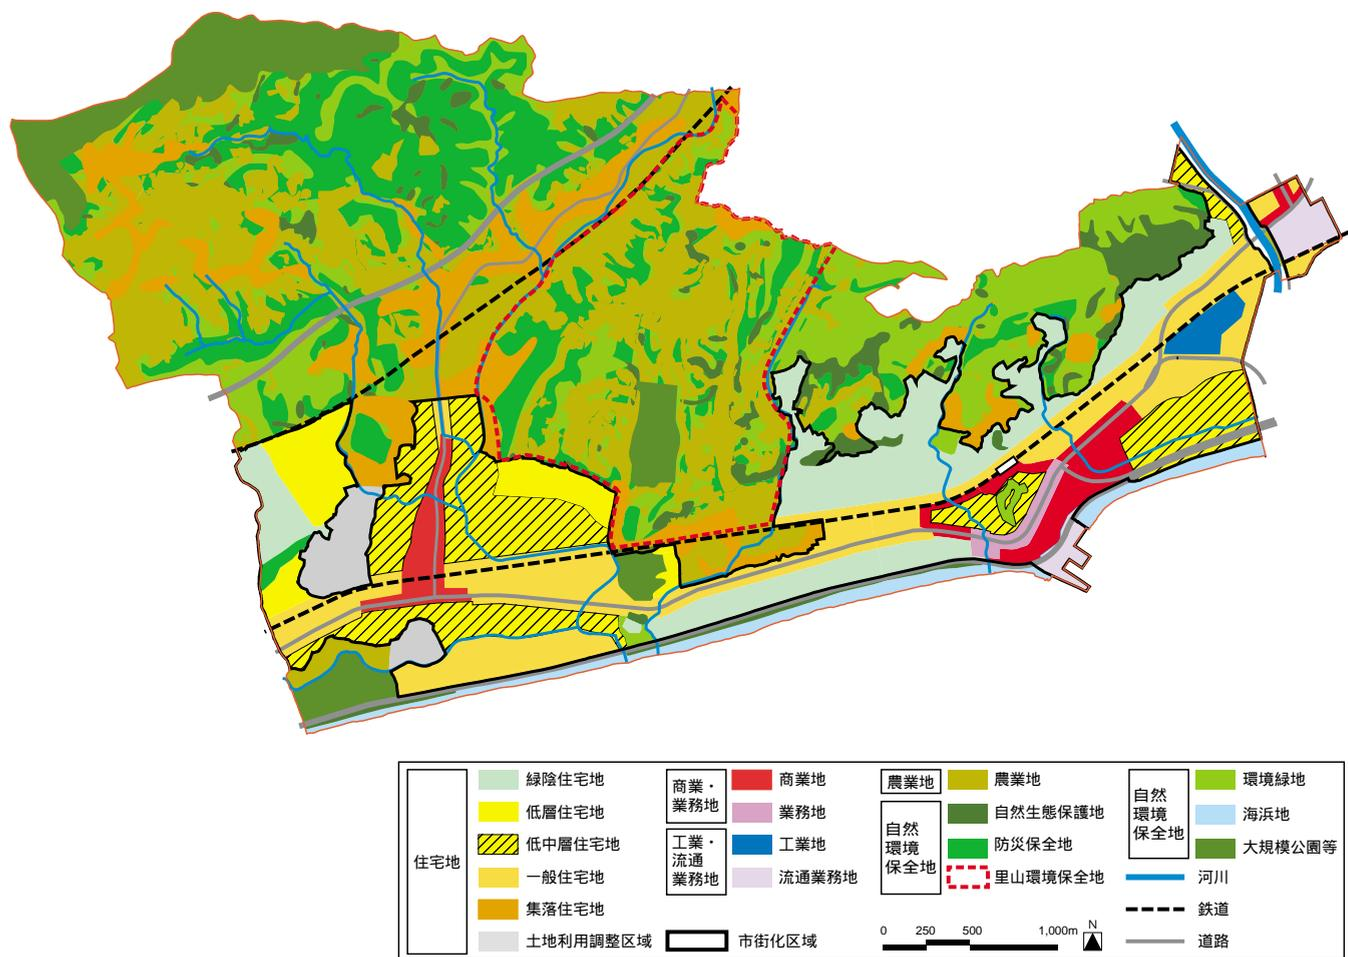 住宅地
緑陰住宅地
低層住宅地
低中層住宅地
一般住宅地
集落住宅地
土地利用調整区域
商業・
業務地
商業地
業務地
工業・
流通
業務地
工業地
流通業務地
市街化区域
農業地
農業地
自然
環境
保全地
自然生態保護地
防災保全地
里山環境保全地
0 250 500 1,000m
N
自然
環境
保全地
環境緑地
海浜地
大規模公園等
河川
鉄道
道路